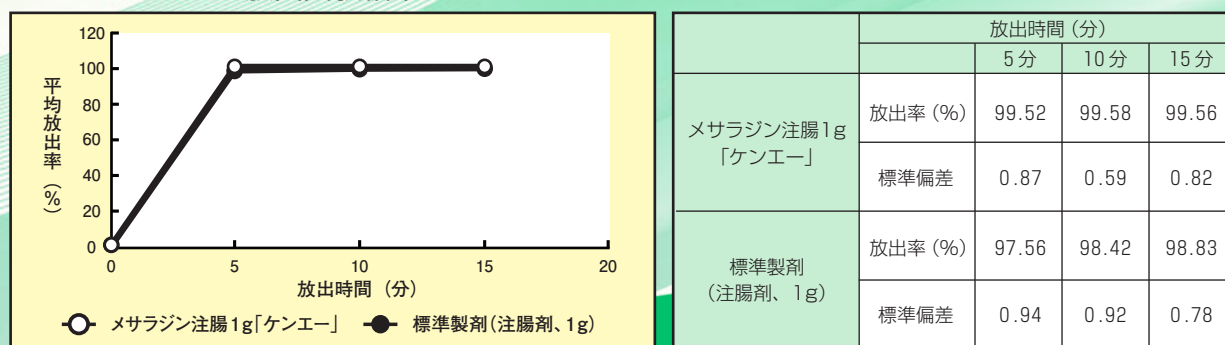 120
100
80
60
40
20
0
平均放出率（%）
0 5 10 15 20
放出時間（分）
メサラジン注腸1g「ケンエー」 標準製剤（注腸剤、1g）
放出時間（分）
5分 10分 15分
メサラジン注腸1g
「ケンエー」
放出率（%） 99.52 99.58 99.56
標準偏差 0.87 0.59 0.82
標準製剤
（注腸剤、1g）
放出率（%） 97.56 98.42 98.83
標準偏差 0.94 0.92 0.78